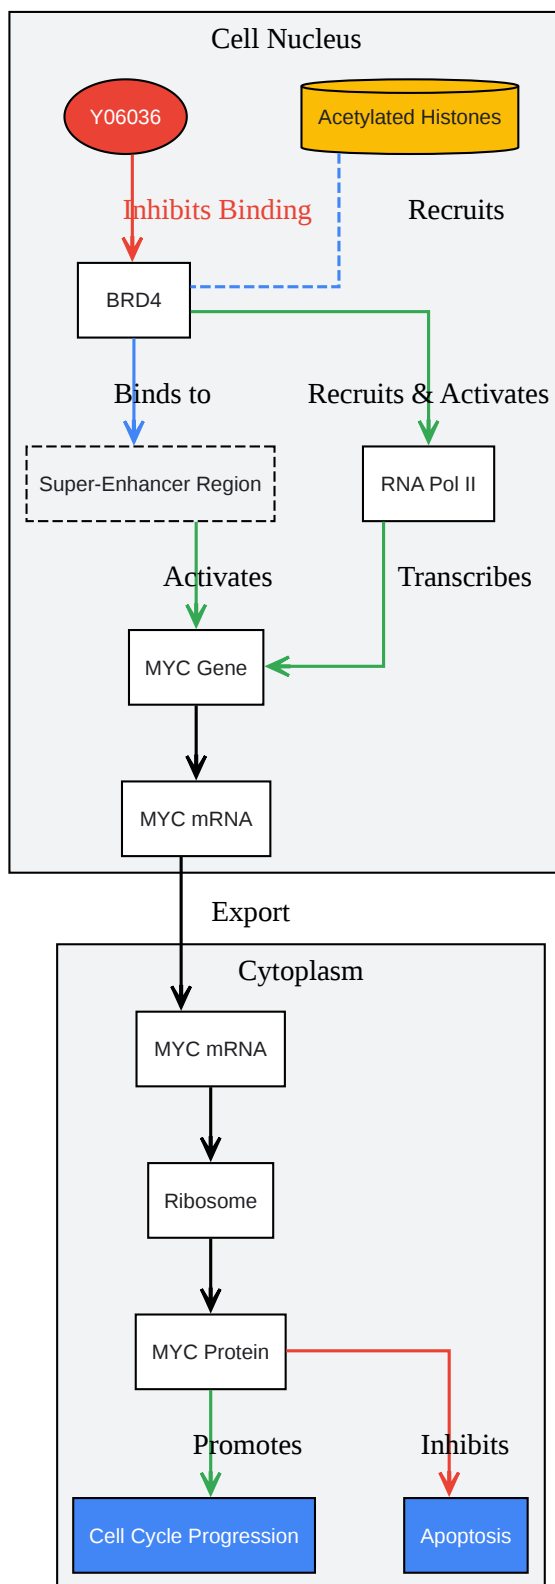 Cell Nucleus
Y06036
Acetylated Histones
Inhibits Binding
Recruits
BRD4
Binds to
Recruits & Activates
Super-Enhancer Region
RNA Pol II
Activates
Transcribes
MYC Gene
MYC mRNA
Export
Cytoplasm
MYC mRNA
Ribosome
MYC Protein
Promotes
Inhibits
Cell Cycle Progression
Apoptosis